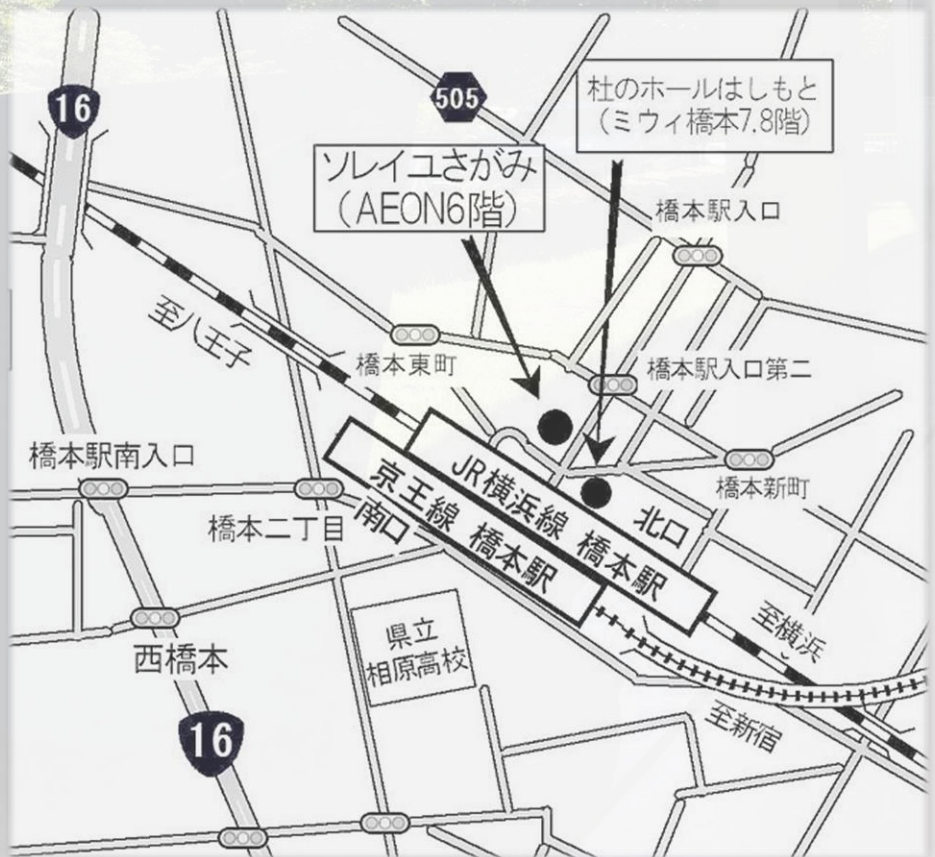 16
505
杜のホールはしもと
（ミウィ橋本7.8階）
ソレイユさがみ
（AEON6階）
橋本駅入口
至八王子
橋本東町
橋本駅入口第二
橋本駅南入口
橋本新町
橋本二丁目
南口
北口
JR横浜線 橋本駅
京王線 橋本駅
至横浜
県立
相原高校
西橋本
至新宿
16